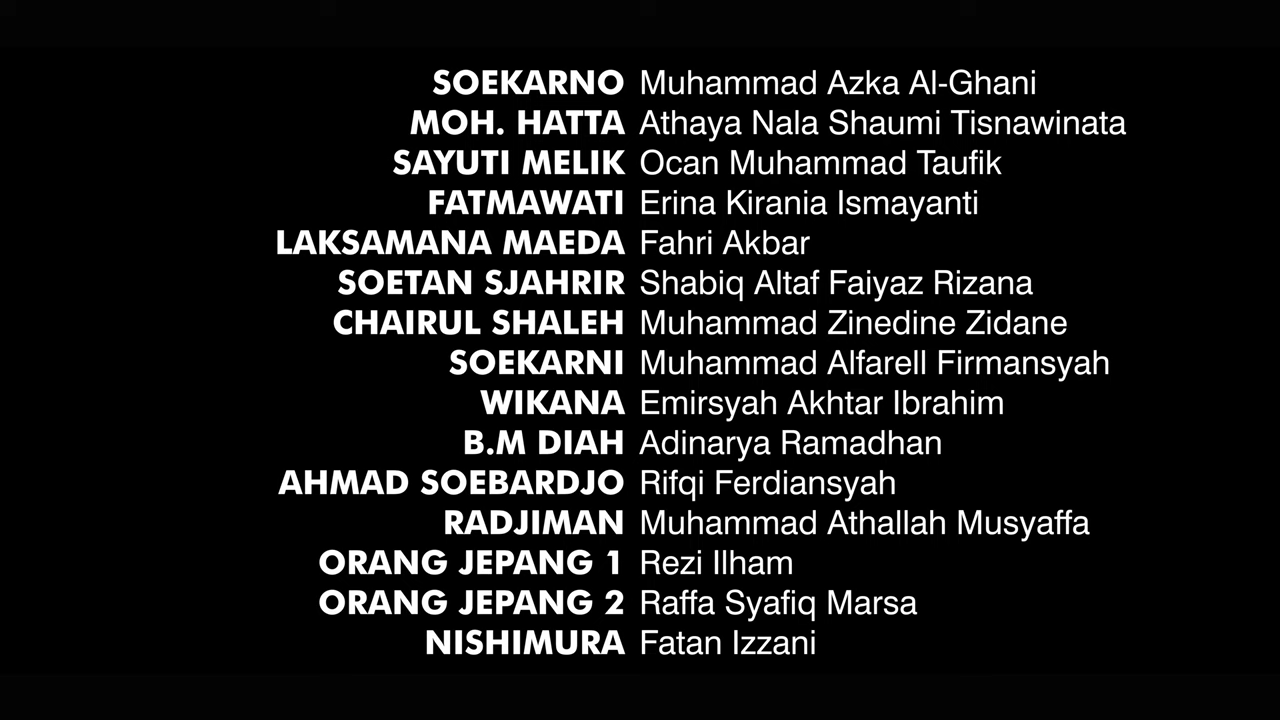 SOEKARNO Muhammad Azka Al-Ghani
MOH. HATTA Athaya Nala Shaumi Tisnawinata
SAYUTI MELIK Ocan Muhammad Taufik
FATMAWATI Erina Kirania Ismayanti
LAKSAMANA MAEDA Fahri Akbar
SOETAN SJAHRIR Shabiq Altaf Faiyaz Rizana
CHAIRUL SHALEH Muhammad Zinedine Zidane
SOEKARNI Muhammad Alfarell Firmansyah
WIKANA Emirsyah Akhtar Ibrahim
B.M DIAH Adinarya Ramadhan
AHMAD SOEBARDJO Rifqi Ferdiansyah
RADJIMAN Muhammad Athallah Musyaffa
ORANG JEPANG 1 Rezi Ilham
ORANG JEPANG 2 Raffa Syafiq Marsa
NISHIMURA Fatan Izzani